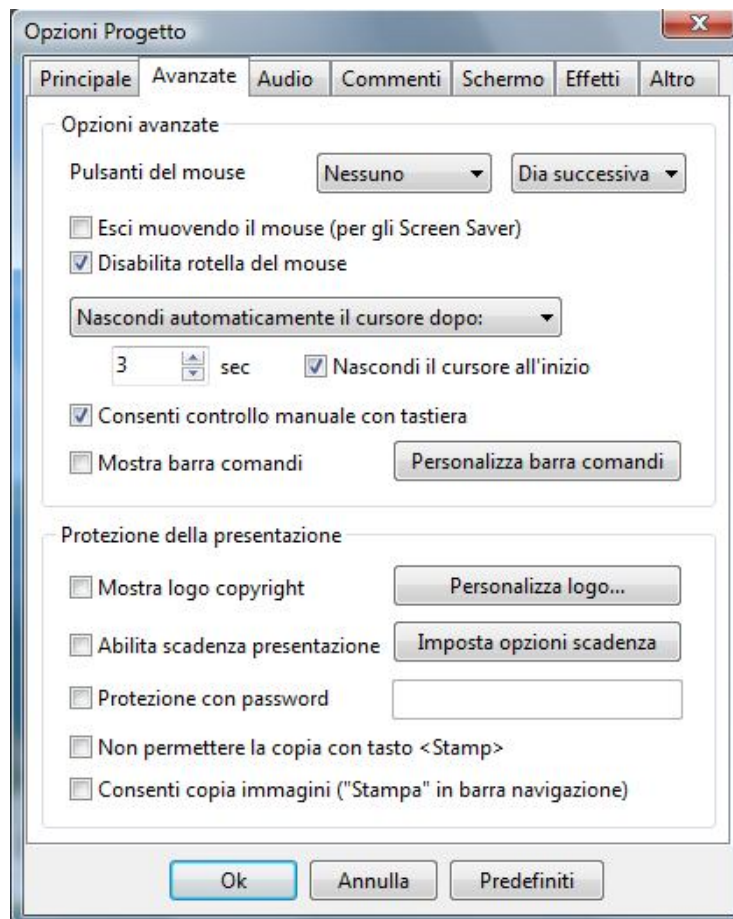 Opzioni Progetto
Principale Avanzate Audio Commenti Schermo Effetti Altro
Opzioni avanzate
Pulsanti del mouse Nessuno Dia successiva
Esci muovendo il mouse (per gli Screen Saver)
Disabilita rotella del mouse
Nascondi automaticamente il cursore dopo:
3 sec Nascondi il cursore all'inizio
Consenti controllo manuale con tastiera
Mostra barra comandi Personalizza barra comandi
Protezione della presentazione
Mostra logo copyright Personalizza logo...
Abilita scadenza presentazione Imposta opzioni scadenza
Protezione con password
Non permettere la copia con tasto <Stamp>
Consenti copia immagini ("Stampa" in barra navigazione)
Ok Annulla Predefiniti